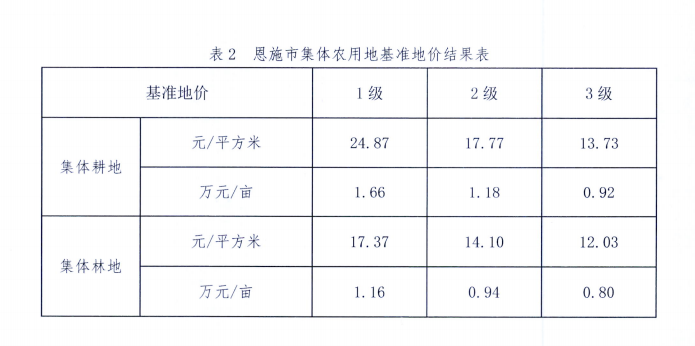 表2 恩施市集体农用地基准地价结果表
基准地价 1级 2级 3级
集体耕地 元/平方米 24.87 17.77 13.73
万元/亩 1.66 1.18 0.92
集体林地 元/平方米 17.37 14.10 12.03
万元/亩 1.16 0.94 0.80